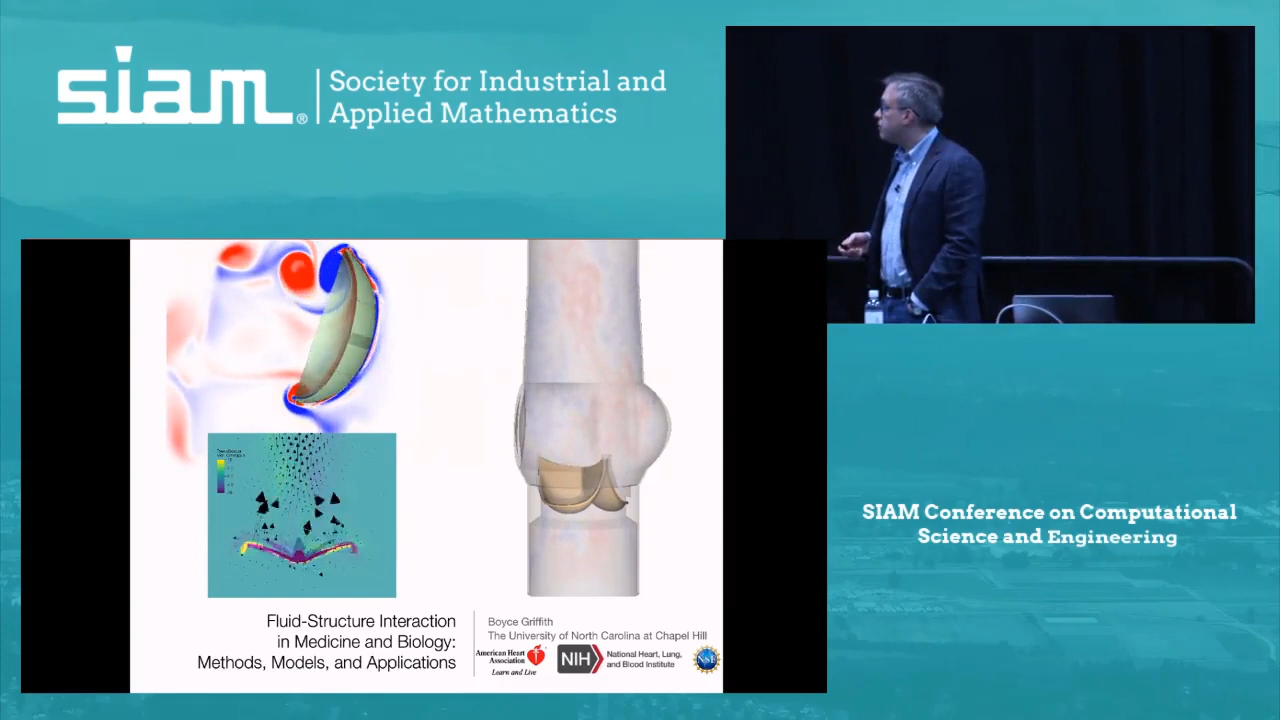 siam®
Society for Industrial and
Applied Mathematics
Fluid-Structure Interaction
in Medicine and Biology:
Methods, Models, and Applications
Boyce Griffith
The University of North Carolina at Chapel Hill
American Heart
Association
Learn and Live
NIH
National Heart, Lung,
and Blood Institute
NSF
SIAM Conference on Computational
Science and Engineering